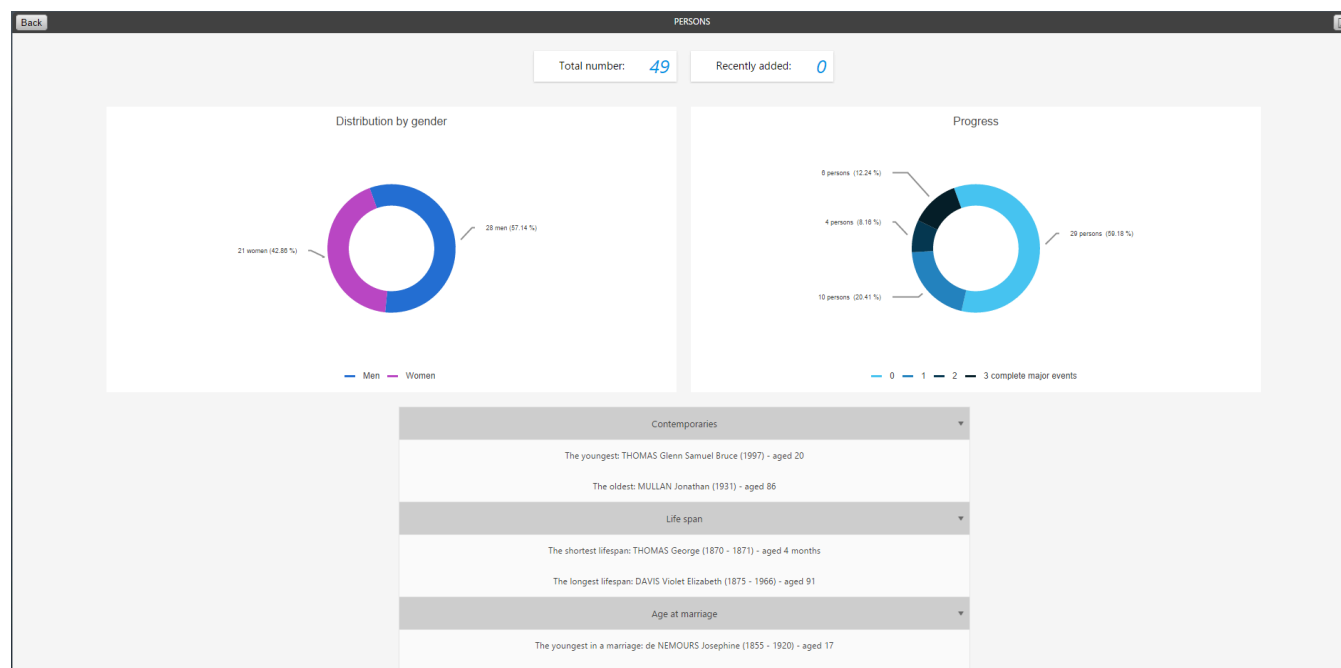 Back
PERSONS
Total number: 49
Recently added: 0
Distribution by gender
28 men (57.14 %)
21 women (42.86 %)
Men Women
Progress
6 persons (12.24 %)
4 persons (8.16 %)
29 persons (59.18 %)
10 persons (20.41 %)
0 1 2 3 complete major events
Contemporaries
The youngest: THOMAS Glenn Samuel Bruce (1997) - aged 20
The oldest: MULLAN Jonathan (1931) - aged 86
Life span
The shortest lifespan: THOMAS George (1870 - 1871) - aged 4 months
The longest lifespan: DAVIS Violet Elizabeth (1875 - 1966) - aged 91
Age at marriage
The youngest in a marriage: de NEMOURS Josephine (1855 - 1920) - aged 17